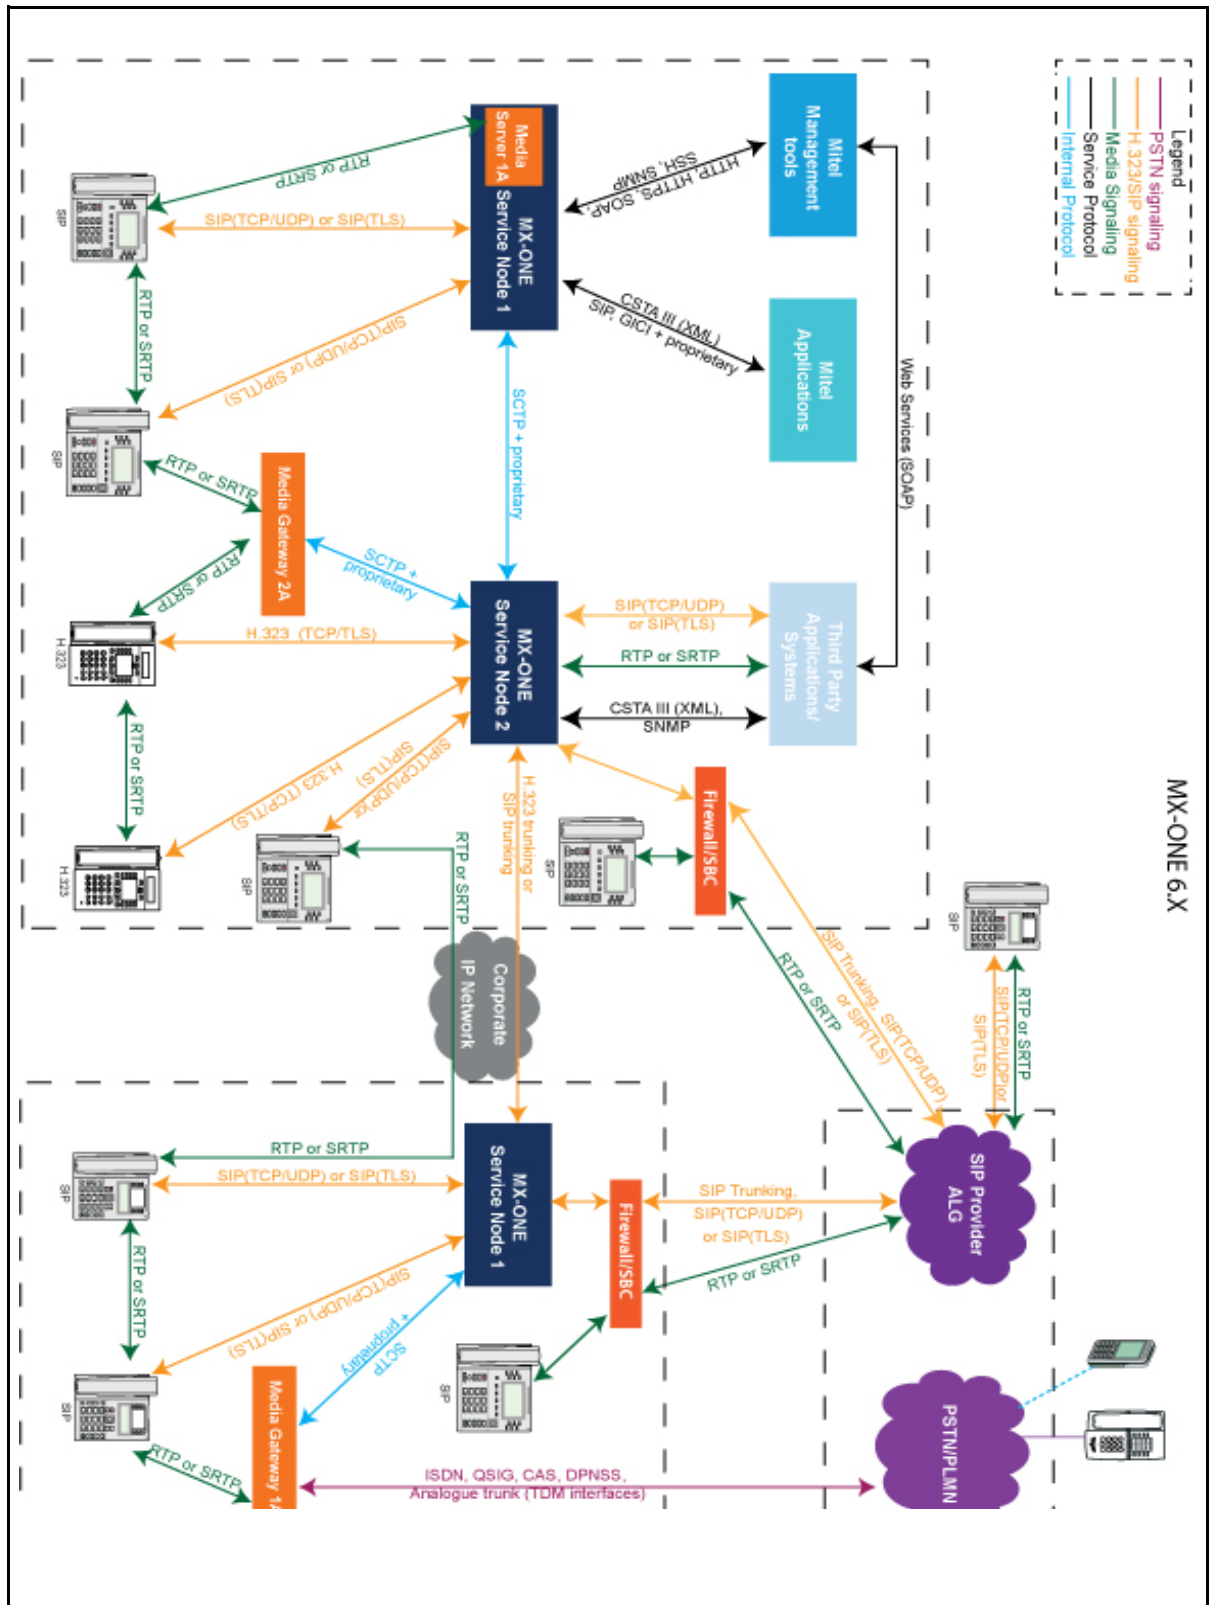 MX-ONE 6.X
Legend
PSTN signaling
H.323/SIP signaling
Media Signaling
Service Protocol
Internal Protocol
Web Services (SOAP)
Mitel
Management
tools
Mitel
Applications
Third Party
Applications/
Systems
HTTP, HTTPS, SOAP,
SSH, SNMP
CSTA III (XML)
SIP, GICI + proprietary
SIP(TCP/UDP)
or SIP(TLS)
RTP or SRTP
CSTA III (XML),
SNMP
Media
Server 1A
MX-ONE
Service Node 1
SCTP + proprietary
MX-ONE
Service Node 2
RTP or SRTP
SIP(TCP/UDP) or SIP(TLS)
SIP(TCP/UDP) or SIP(TLS)
SIP
RTP or SRTP
SIP
RTP or SRTP
Media Gateway 2A
SCTP +
proprietary
RTP or SRTP
H.323 (TCP/TLS)
H.323
RTP or SRTP
H.323 (TCP/TLS)
H.323
SIP(TCP/UDP)or
SIP(TLS)
SIP
H.323 trunking or
SIP trunking
RTP or SRTP
Firewall/SBC
SIP
Corporate
IP Network
SIP Trunking, SIP(TCP/UDP)
or SIP(TLS)
RTP or SRTP
SIP
RTP or SRTP
SIP(TCP/UDP)or
SIP(TLS)
SIP Provider
ALG
SIP Trunking,
SIP(TCP/UDP)
or SIP(TLS)
RTP or SRTP
Firewall/SBC
SIP
MX-ONE
Service Node 1
RTP or SRTP
SIP(TCP/UDP) or SIP(TLS)
SIP
RTP or SRTP
SIP(TCP/UDP) or SIP(TLS)
SIP
SCTP
+ proprietary
RTP or SRTP
Media Gateway 1A
ISDN, QSIG, CAS, DPNSS,
Analogue trunk (TDM interfaces)
PSTN/PLMN